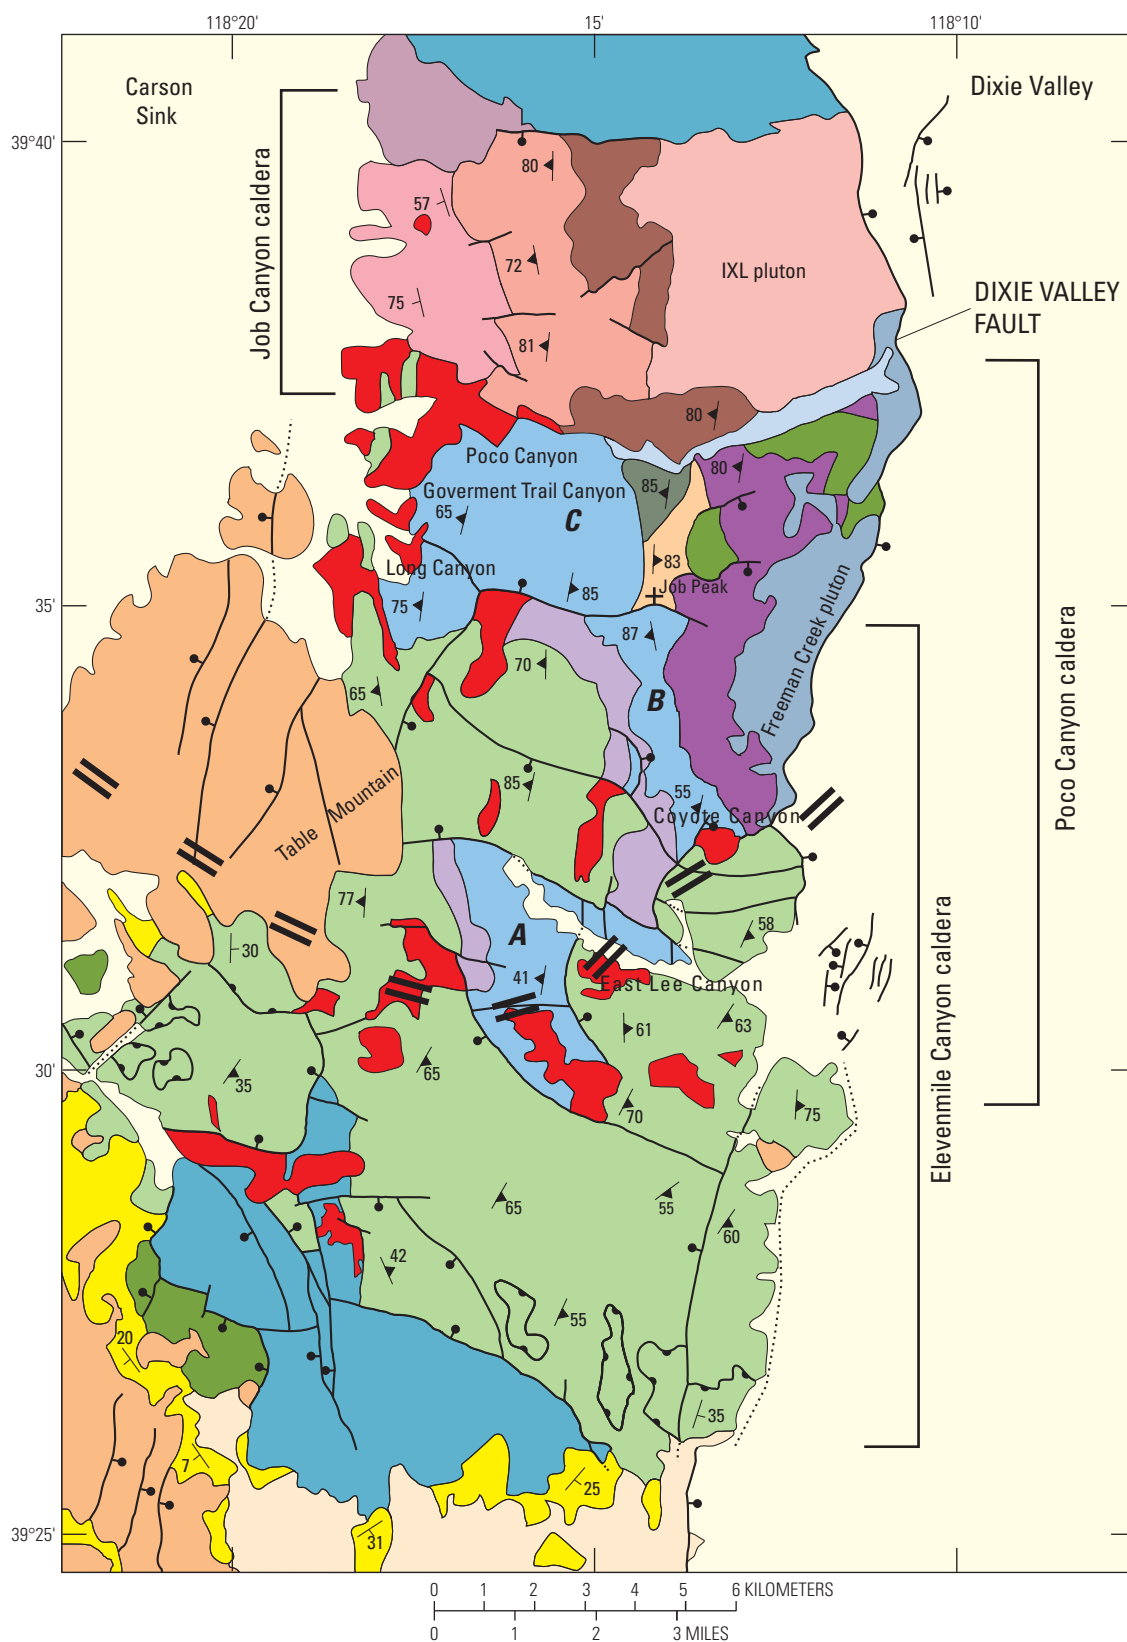 118°20'
15'
118°10'
Carson
Sink
Dixie Valley
39°40'
80
57
Job Canyon caldera
72
IXL pluton
75
DIXIE VALLEY
FAULT
81
80
Poco Canyon
80
Goverment Trail Canyon
85
65
C
83
Long Canyon
Job Peak
85
35'
75
87
70
65
B
Freeman Creek pluton
Poco Canyon caldera
85
55
Coyote Canyon
Table Mountain
77
A
58
30
41
East Lee Canyon
Elevenmile Canyon caldera
61
63
30'
65
35
70
75
65
55
60
42
55
20
35
7
25
39°25'
31
0 1 2 3 4 5 6 KILOMETERS
0 1 2 3 MILES